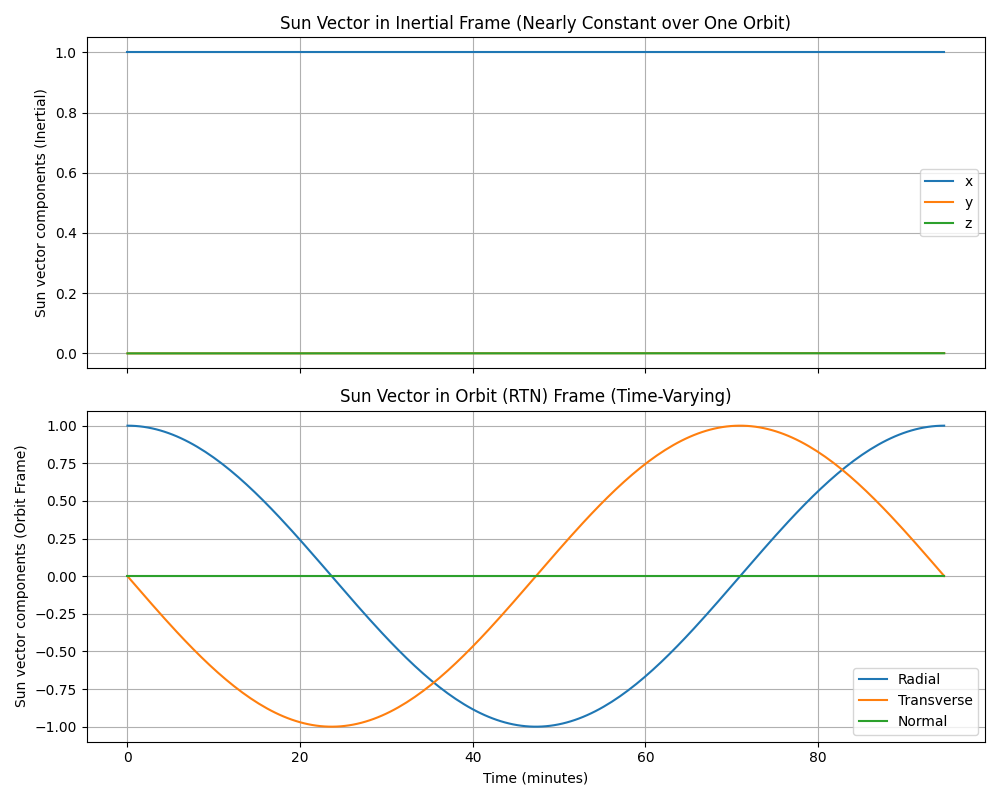 Sun Vector in Inertial Frame (Nearly Constant over One Orbit)
Sun vector components (Inertial)
1.0
0.8
0.6
0.4
0.2
0.0
x
y
z
Sun Vector in Orbit (RTN) Frame (Time-Varying)
Sun vector components (Orbit Frame)
1.00
0.75
0.50
0.25
0.00
−0.25
−0.50
−0.75
−1.00
Radial
Transverse
Normal
0 20 40 60 80
Time (minutes)